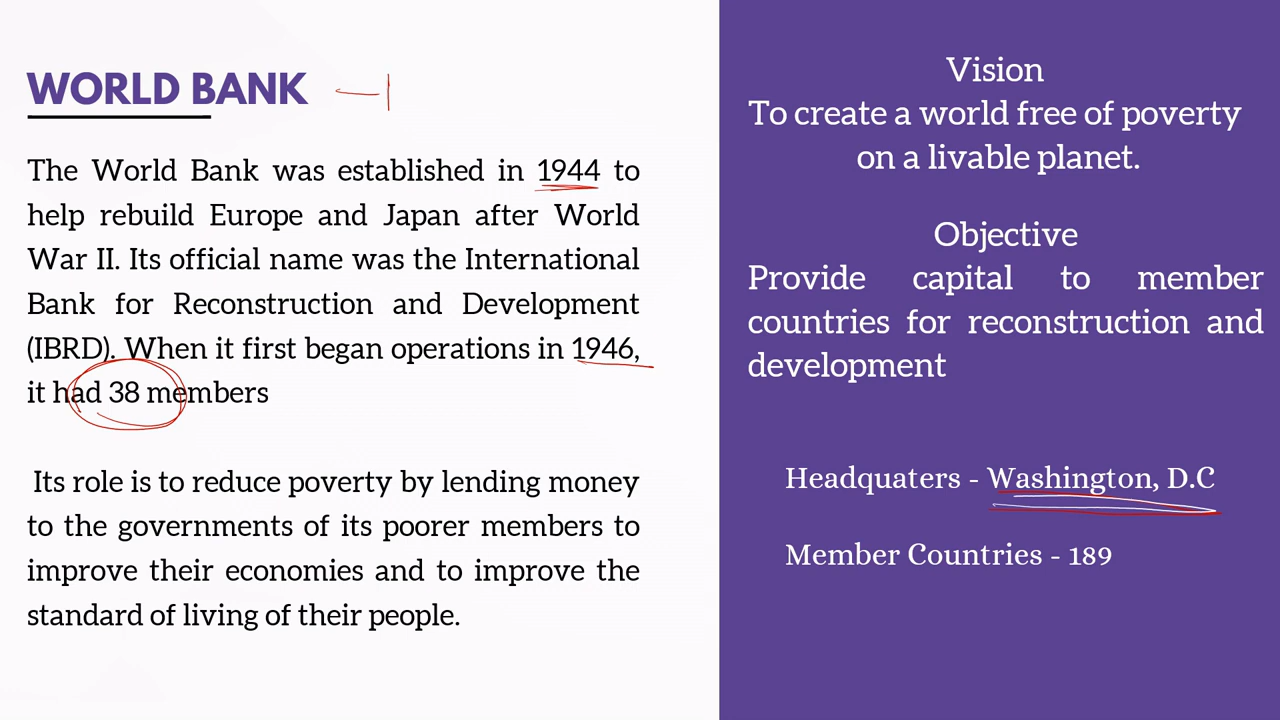 WORLD BANK
The World Bank was established in 1944 to
help rebuild Europe and Japan after World
War II. Its official name was the International
Bank for Reconstruction and Development
(IBRD). When it first began operations in 1946,
it had 38 members
Its role is to reduce poverty by lending money
to the governments of its poorer members to
improve their economies and to improve the
standard of living of their people.
Vision
To create a world free of poverty
on a livable planet.
Objective
Provide capital to member
countries for reconstruction and
development
Headquaters - Washington, D.C
Member Countries - 189